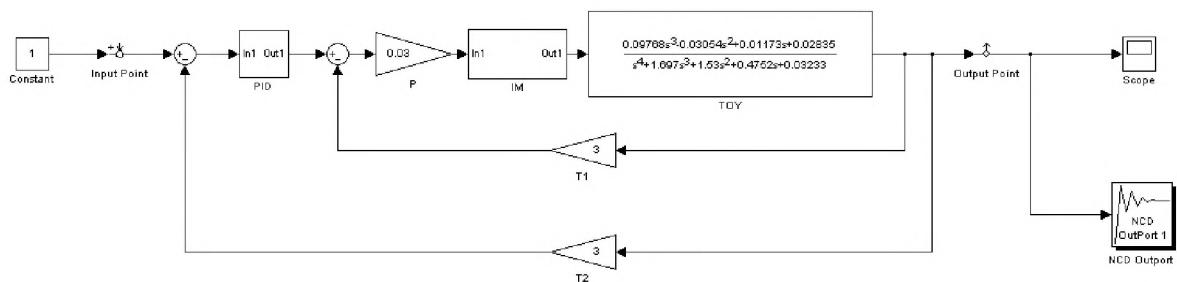 1
Constant
Input Point
In1 Out1
PID
0.03
P
In1 Out1
IM
0.09768s³-0.03054s²+0.01173s+0.02835
s⁴+1.697s³+1.53s²+0.4752s+0.03233
TOY
Output Point
Scope
3
T1
3
T2
NCD
OutPort 1
NCD Outport